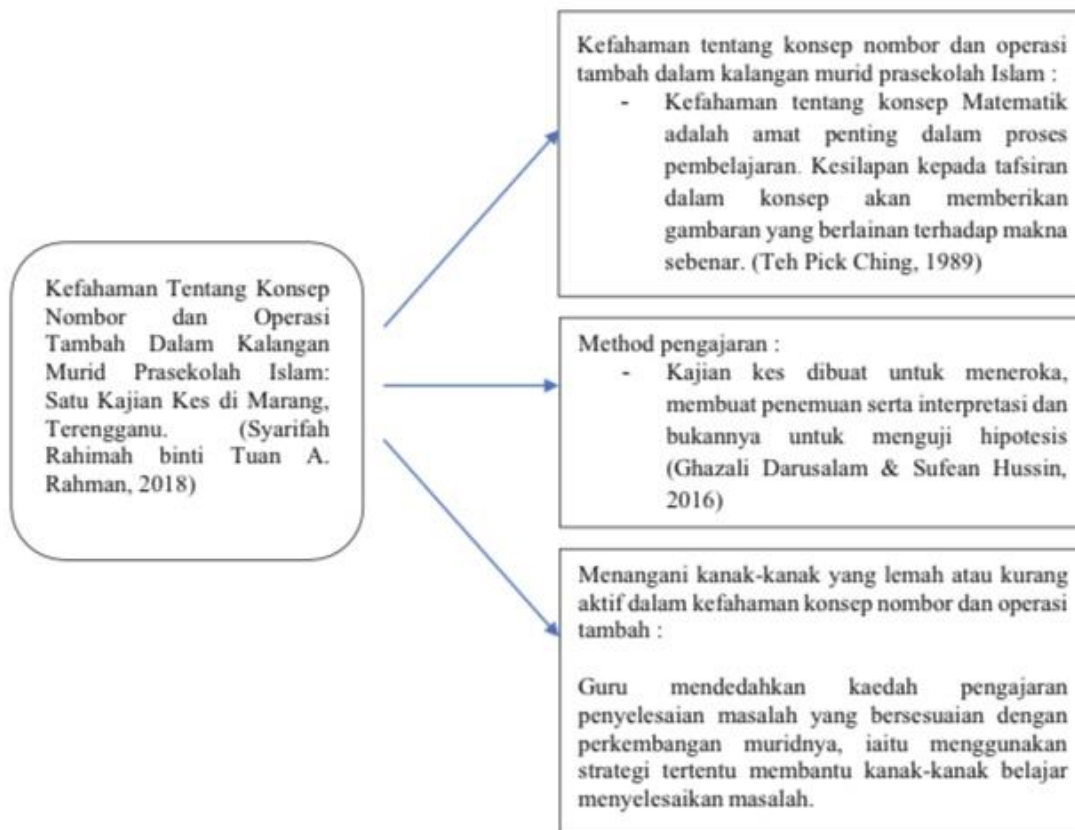 Kefahaman Tentang Konsep
Nombor dan Operasi
Tambah Dalam Kalangan
Murid Prasekolah Islam:
Satu Kajian Kes di Marang,
Terengganu. (Syarifah
Rahimah binti Tuan A.
Rahman, 2018)
Kefahaman tentang konsep nombor dan operasi
tambah dalam kalangan murid prasekolah Islam :
- Kefahaman tentang konsep Matematik
adalah amat penting dalam proses
pembelajaran. Kesilapan kepada tafsiran
dalam konsep akan memberikan
gambaran yang berlainan terhadap makna
sebenar. (Teh Pick Ching, 1989)
Method pengajaran :
- Kajian kes dibuat untuk meneroka,
membuat penemuan serta interpretasi dan
bukannya untuk menguji hipotesis
(Ghazali Darusalam & Sufean Hussin,
2016)
Menangani kanak-kanak yang lemah atau kurang
aktif dalam kefahaman konsep nombor dan operasi
tambah :
Guru mendedahkan kaedah pengajaran
penyelesaian masalah yang bersesuaian dengan
perkembangan muridnya, iaitu menggunakan
strategi tertentu membantu kanak-kanak belajar
menyelesaikan masalah.